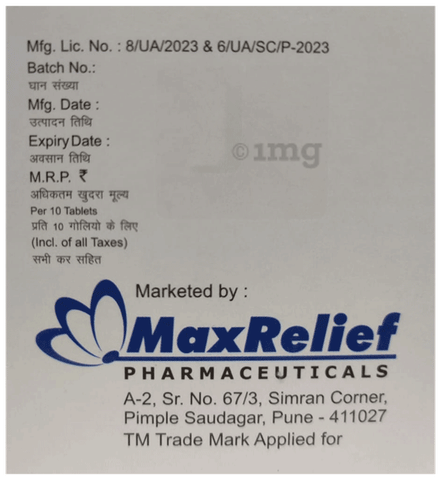 Mfg. Lic. No. : 8/UA/2023 & 6/UA/SC/P-2023
Batch No.:
घान संख्या
Mfg. Date :
उत्पादन तिथि
Expiry Date :
अवसान तिथि
M.R.P. ₹
अधिकतम खुदरा मूल्य
Per 10 Tablets
प्रति 10 गोलियो के लिए
(Incl. of all Taxes)
सभी कर सहित
© 1mg
Marketed by :
MaxRelief
PHARMACEUTICALS
A-2, Sr. No. 67/3, Simran Corner,
Pimple Saudagar, Pune - 411027
TM Trade Mark Applied for